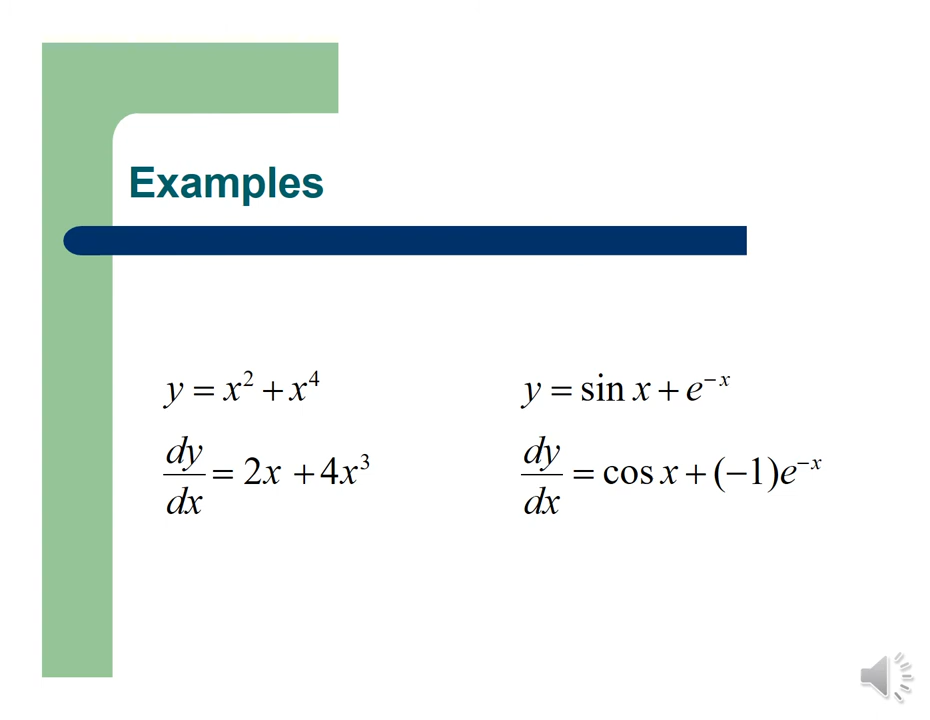 Examples
y = x² + x⁴
dy/dx = 2x + 4x³
y = sin x + e⁻ˣ
dy/dx = cos x + (−1)e⁻ˣ